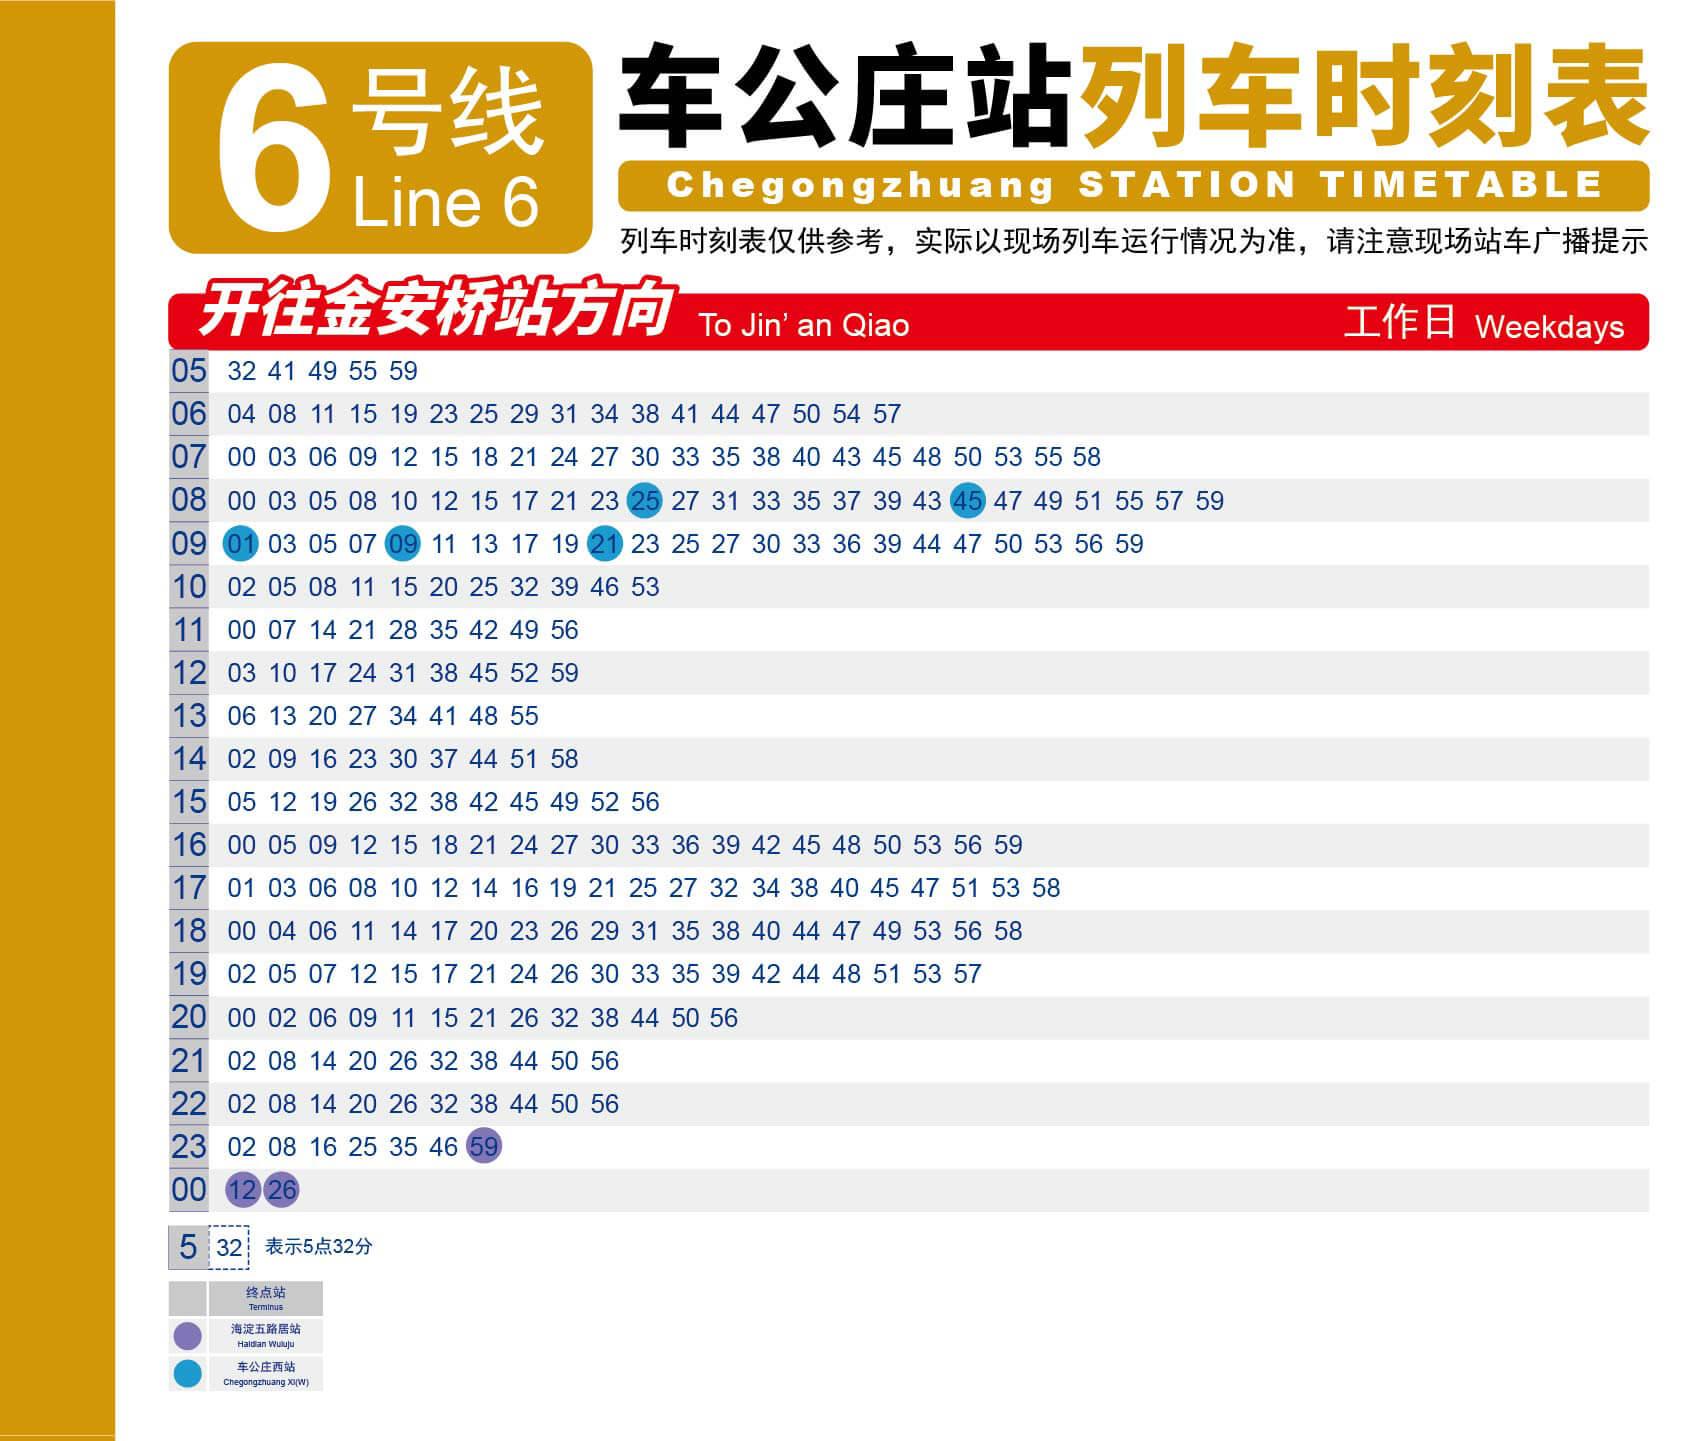 6 号线
Line 6
车公庄站列车时刻表
Chegongzhuang STATION TIMETABLE
列车时刻表仅供参考，实际以现场列车运行情况为准，请注意现场站车广播提示
开往金安桥站方向 To Jin’ an Qiao 工作日 Weekdays
05 32 41 49 55 59
06 04 08 11 15 19 23 25 29 31 34 38 41 44 47 50 54 57
07 00 03 06 09 12 15 18 21 24 27 30 33 35 38 40 43 45 48 50 53 55 58
08 00 03 05 08 10 12 15 17 21 23 25 27 31 33 35 37 39 43 45 47 49 51 55 57 59
09 01 03 05 07 09 11 13 17 19 21 23 25 27 30 33 36 39 44 47 50 53 56 59
10 02 05 08 11 15 20 25 32 39 46 53
11 00 07 14 21 28 35 42 49 56
12 03 10 17 24 31 38 45 52 59
13 06 13 20 27 34 41 48 55
14 02 09 16 23 30 37 44 51 58
15 05 12 19 26 32 38 42 45 49 52 56
16 00 05 09 12 15 18 21 24 27 30 33 36 39 42 45 48 50 53 56 59
17 01 03 06 08 10 12 14 16 19 21 25 27 32 34 38 40 45 47 51 53 58
18 00 04 06 11 14 17 20 23 26 29 31 35 38 40 44 47 49 53 56 58
19 02 05 07 12 15 17 21 24 26 30 33 35 39 42 44 48 51 53 57
20 00 02 06 09 11 15 21 26 32 38 44 50 56
21 02 08 14 20 26 32 38 44 50 56
22 02 08 14 20 26 32 38 44 50 56
23 02 08 16 25 35 46 59
00 12 26
5 32 表示5点32分
终点站
Terminus
海淀五路居站
Haidian Wuluju
车公庄西站
Chegongzhuang Xi(W)